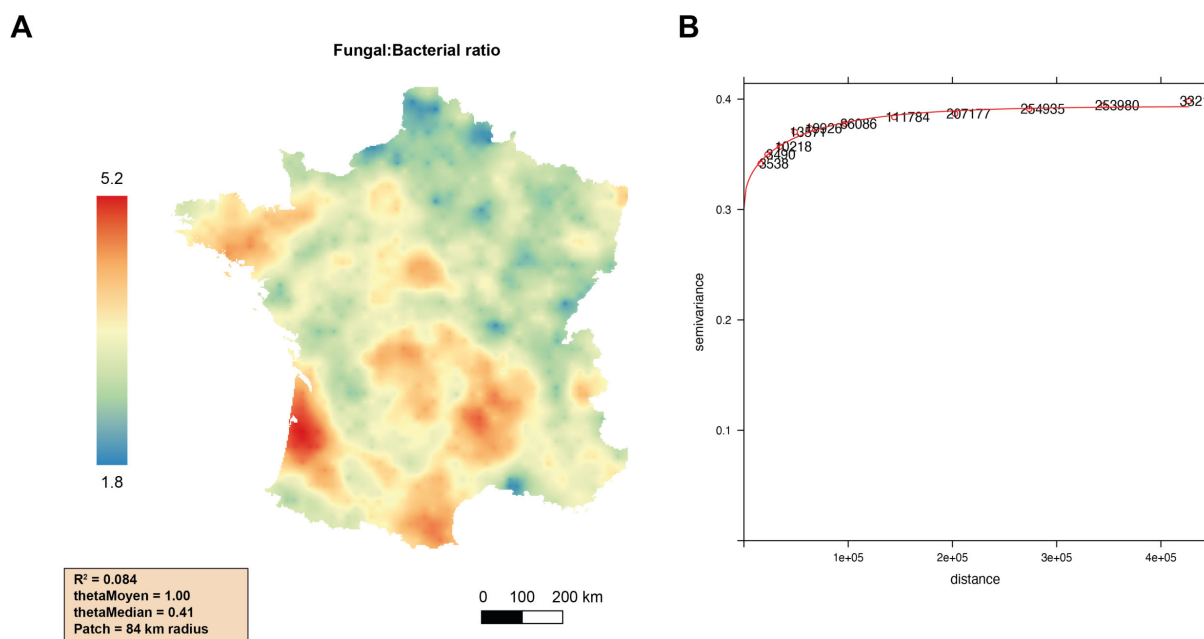 A
Fungal:Bacterial ratio
5.2
1.8
R² = 0.084
thetaMoyen = 1.00
thetaMedian = 0.41
Patch = 84 km radius
0 100 200 km
B
semivariance
0.4
0.3
0.2
0.1
3538
3490
10218
19926
86086
111784
207177
254935
253980
332
1e+05 2e+05 3e+05 4e+05
distance